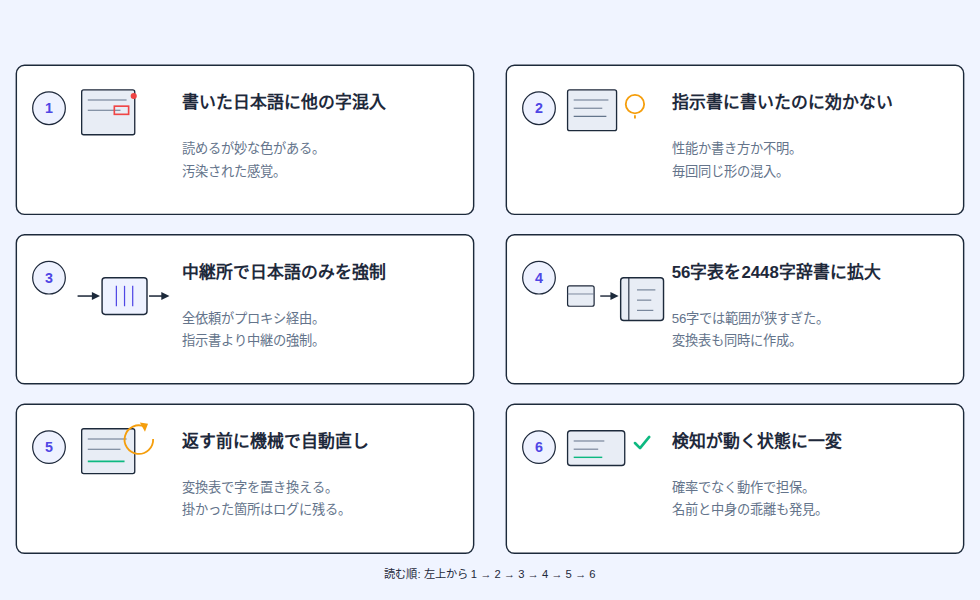 1
書いた日本語に他の字混入
読めるが妙な色がある。
汚染された感覚。
2
指示書に書いたのに効かない
性能か書き方か不明。
毎回同じ形の混入。
3
中継所で日本語のみを強制
全依頼がプロキシ経由。
指示書より中継の強制。
4
56字表を2448字辞書に拡大
56字では範囲が狭すぎた。
変換表も同時に作成。
5
返す前に機械で自動直し
変換表で字を置き換える。
掛かった箇所はログに残る。
6
検知が動く状態に一変
確率でなく動作で担保。
名前と中身の乖離も発見。
読む順: 左上から 1 → 2 → 3 → 4 → 5 → 6